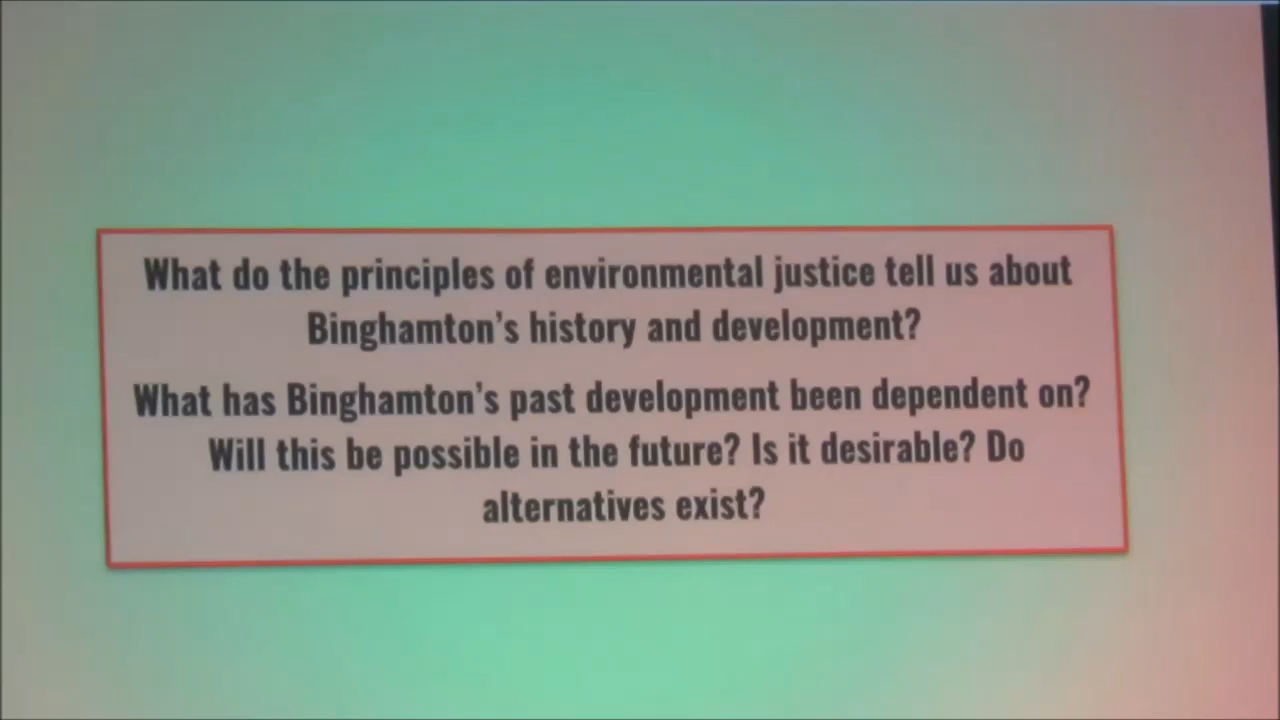 What do the principles of environmental justice tell us about
Binghamton's history and development?
What has Binghamton's past development been dependent on?
Will this be possible in the future? Is it desirable? Do
alternatives exist?